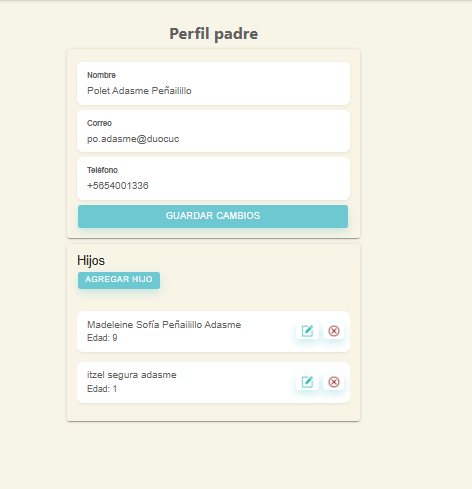 Perfil padre
Nombre
Polet Adasme Peñailillo
Correo
po.adasme@duocuc
Teléfono
+5654001336
GUARDAR CAMBIOS
Hijos
AGREGAR HIJO
Madeleine Sofía Peñailillo Adasme
Edad: 9
itzel segura adasme
Edad: 1